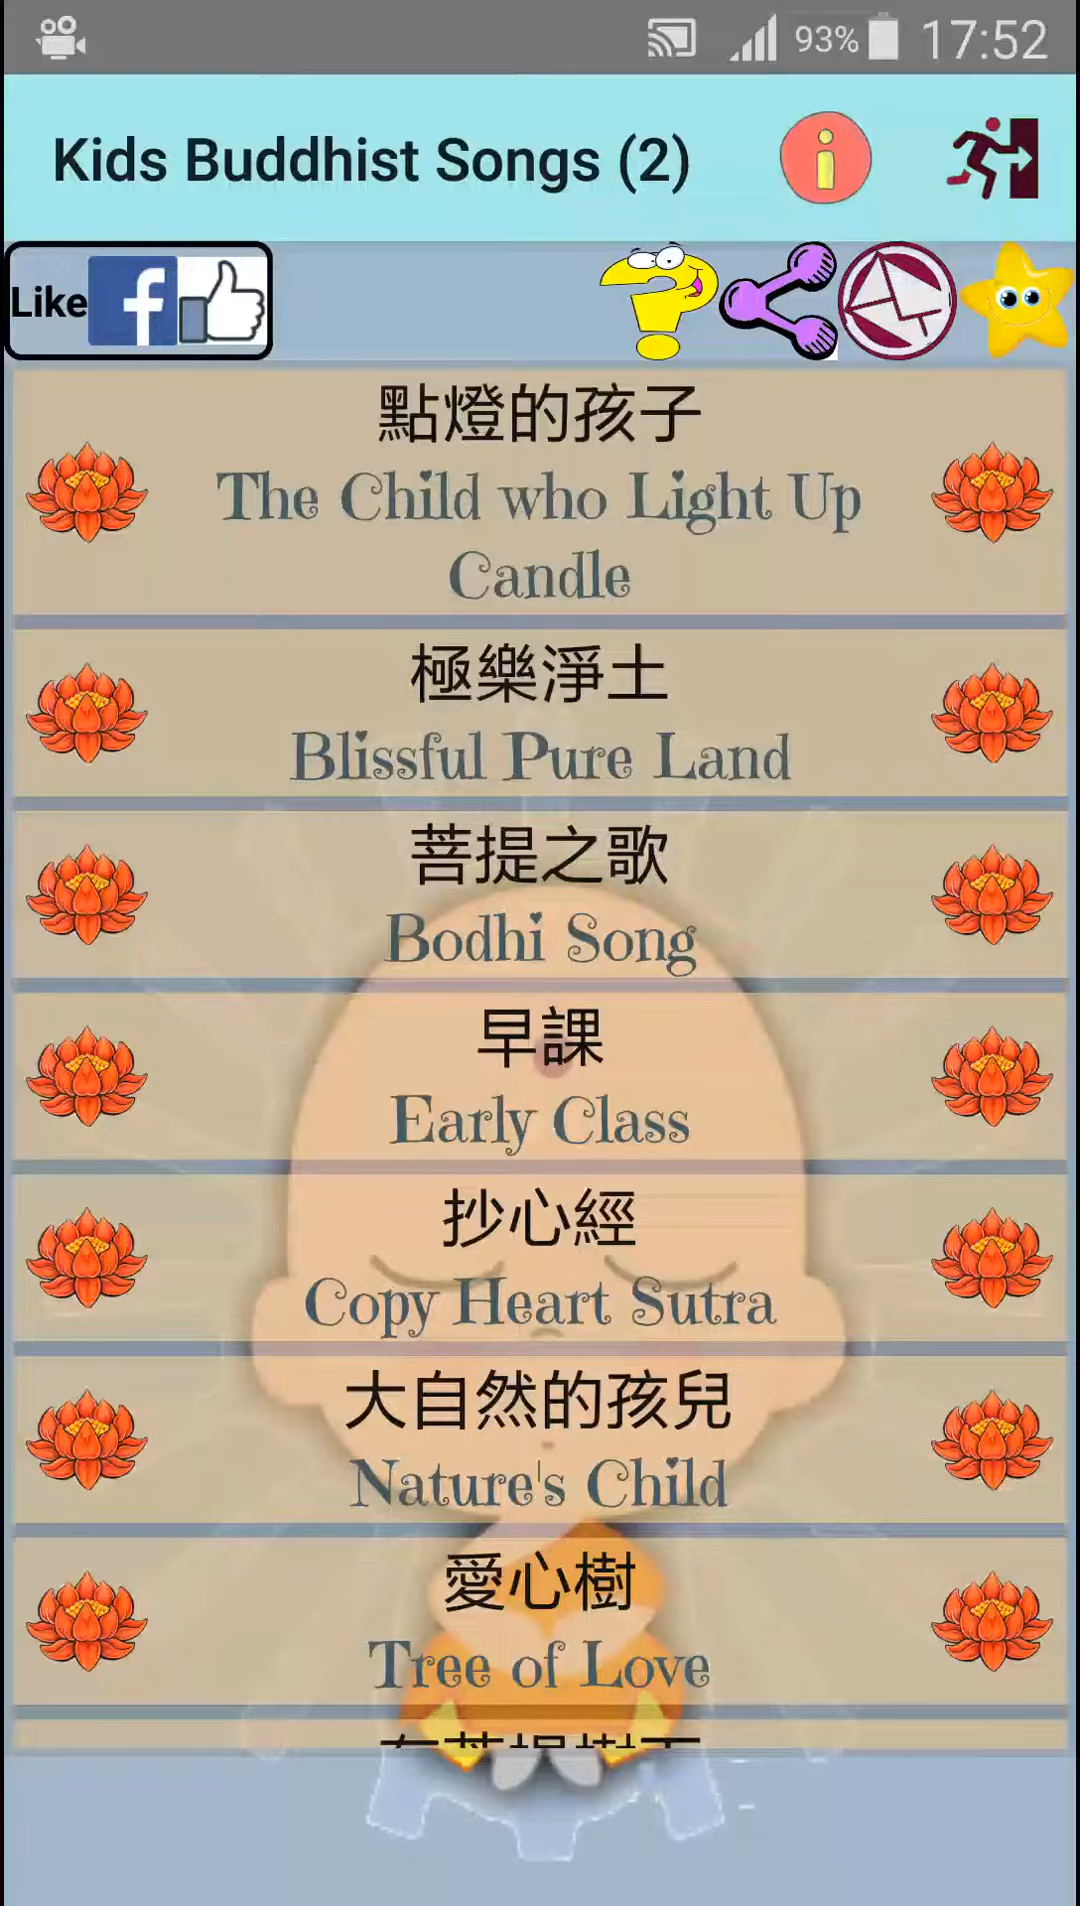 93% 17:52
Kids Buddhist Songs (2)
Like
點燈的孩子
The Child who Light Up
Candle
極樂淨土
Blissful Pure Land
菩提之歌
Bodhi Song
早課
Early Class
抄心經
Copy Heart Sutra
大自然的孩兒
Nature's Child
愛心樹
Tree of Love